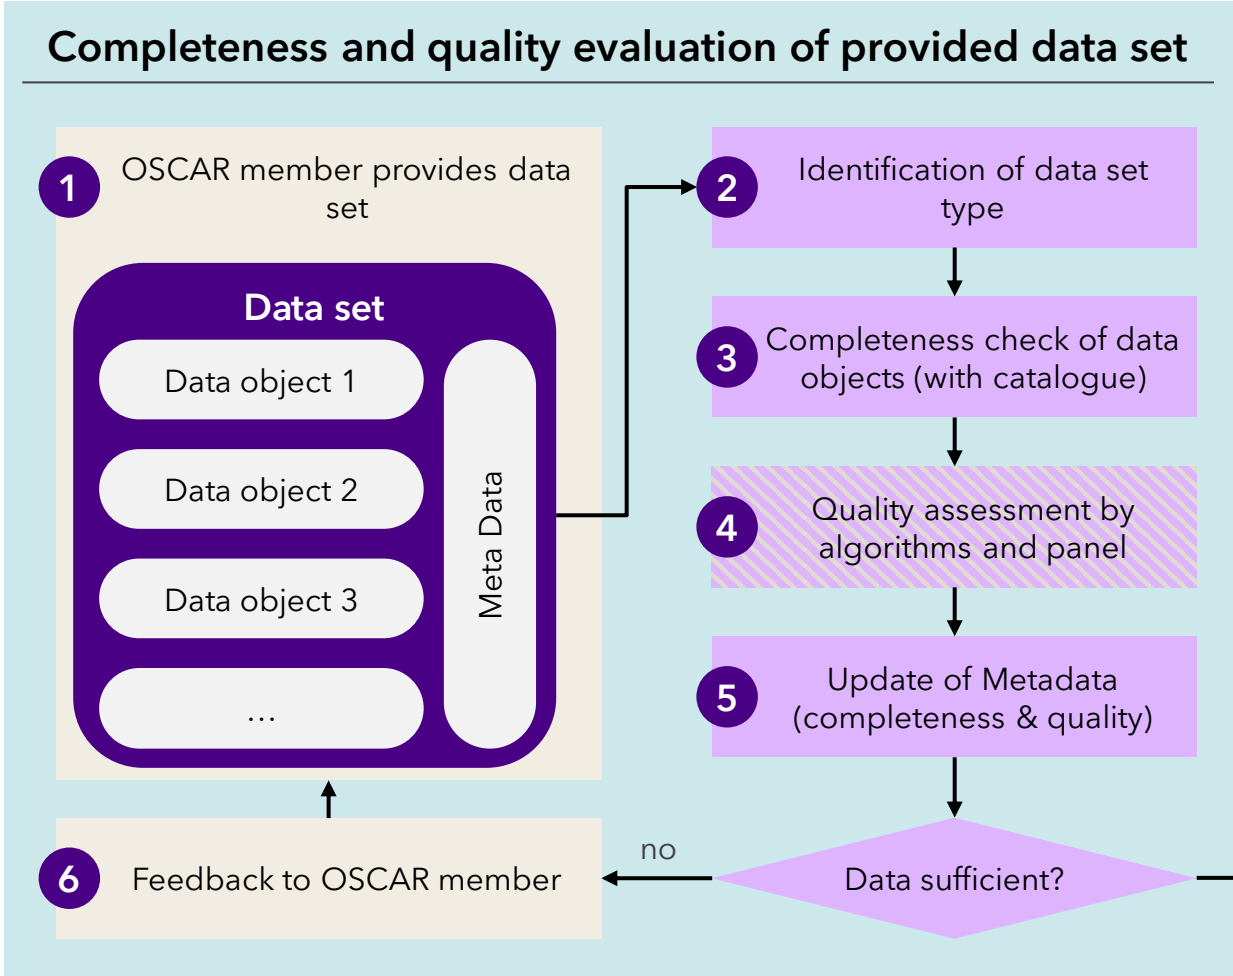 Completeness and quality evaluation of provided data set
1
OSCAR member provides data
set
Data set
Data object 1
Data object 2
Data object 3
...
Meta Data
2
Identification of data set
type
3
Completeness check of data
objects (with catalogue)
4
Quality assessment by
algorithms and panel
5
Update of Metadata
(completeness & quality)
Data sufficient?
no
6
Feedback to OSCAR member